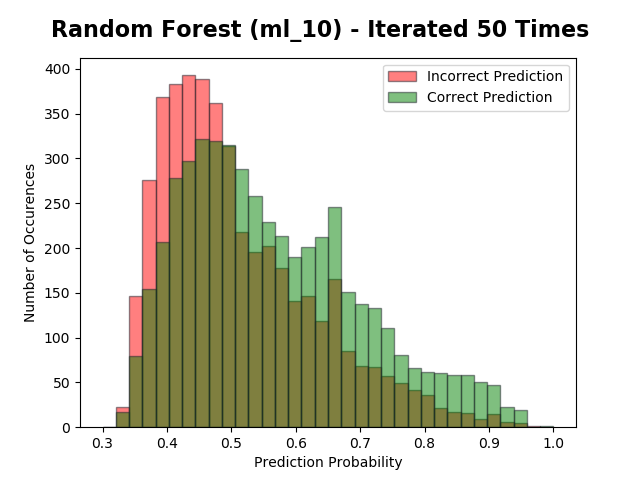 Random Forest (ml_10) - Iterated 50 Times
Incorrect Prediction
Correct Prediction
Number of Occurences
400
350
300
250
200
150
100
50
0
0.3 0.4 0.5 0.6 0.7 0.8 0.9 1.0
Prediction Probability